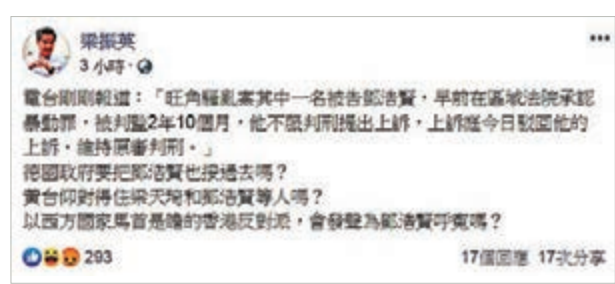 梁振英
3 小時 ·
電台剛剛報道：「旺角騷亂案其中一名被告鄧浩賢，早前在區域法院承認
暴動罪，被判監2年10個月，他不服判刑提出上訴，上訴庭今日駁回他的
上訴，維持原審判刑。」
德國政府要把鄧浩賢也接過去嗎？
黃台仰對得住梁天琦和鄧浩賢等人嗎？
以西方國家馬首是瞻的香港反對派，會發聲為鄧浩賢呼冤嗎？
293
17個回應 17次分享